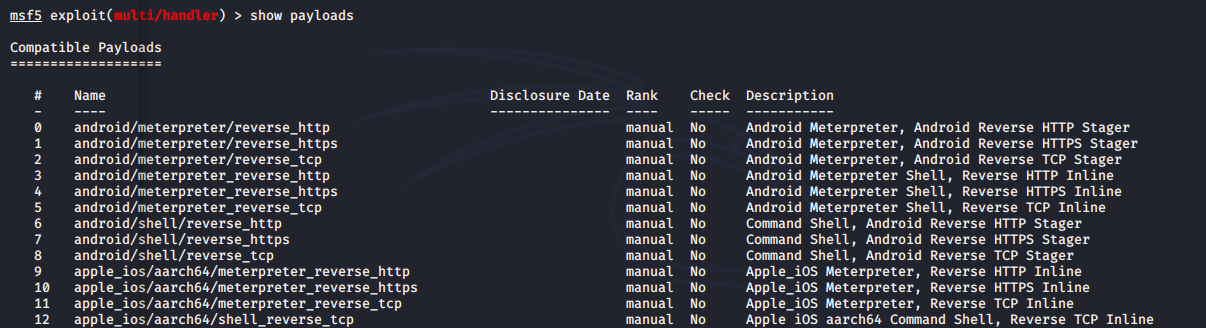 msf5 exploit(multi/handler) > show payloads
Compatible Payloads
===================
# Name Disclosure Date Rank Check Description
- ---- --------------- ---- ----- -----------
0 android/meterpreter/reverse_http manual No Android Meterpreter, Android Reverse HTTP Stager
1 android/meterpreter/reverse_https manual No Android Meterpreter, Android Reverse HTTPS Stager
2 android/meterpreter/reverse_tcp manual No Android Meterpreter, Android Reverse TCP Stager
3 android/meterpreter_reverse_http manual No Android Meterpreter Shell, Reverse HTTP Inline
4 android/meterpreter_reverse_https manual No Android Meterpreter Shell, Reverse HTTPS Inline
5 android/meterpreter_reverse_tcp manual No Android Meterpreter Shell, Reverse TCP Inline
6 android/shell/reverse_http manual No Command Shell, Android Reverse HTTP Stager
7 android/shell/reverse_https manual No Command Shell, Android Reverse HTTPS Stager
8 android/shell/reverse_tcp manual No Command Shell, Android Reverse TCP Stager
9 apple_ios/aarch64/meterpreter_reverse_http manual No Apple_iOS Meterpreter, Reverse HTTP Inline
10 apple_ios/aarch64/meterpreter_reverse_https manual No Apple_iOS Meterpreter, Reverse HTTPS Inline
11 apple_ios/aarch64/meterpreter_reverse_tcp manual No Apple_iOS Meterpreter, Reverse TCP Inline
12 apple_ios/aarch64/shell_reverse_tcp manual No Apple iOS aarch64 Command Shell, Reverse TCP Inline